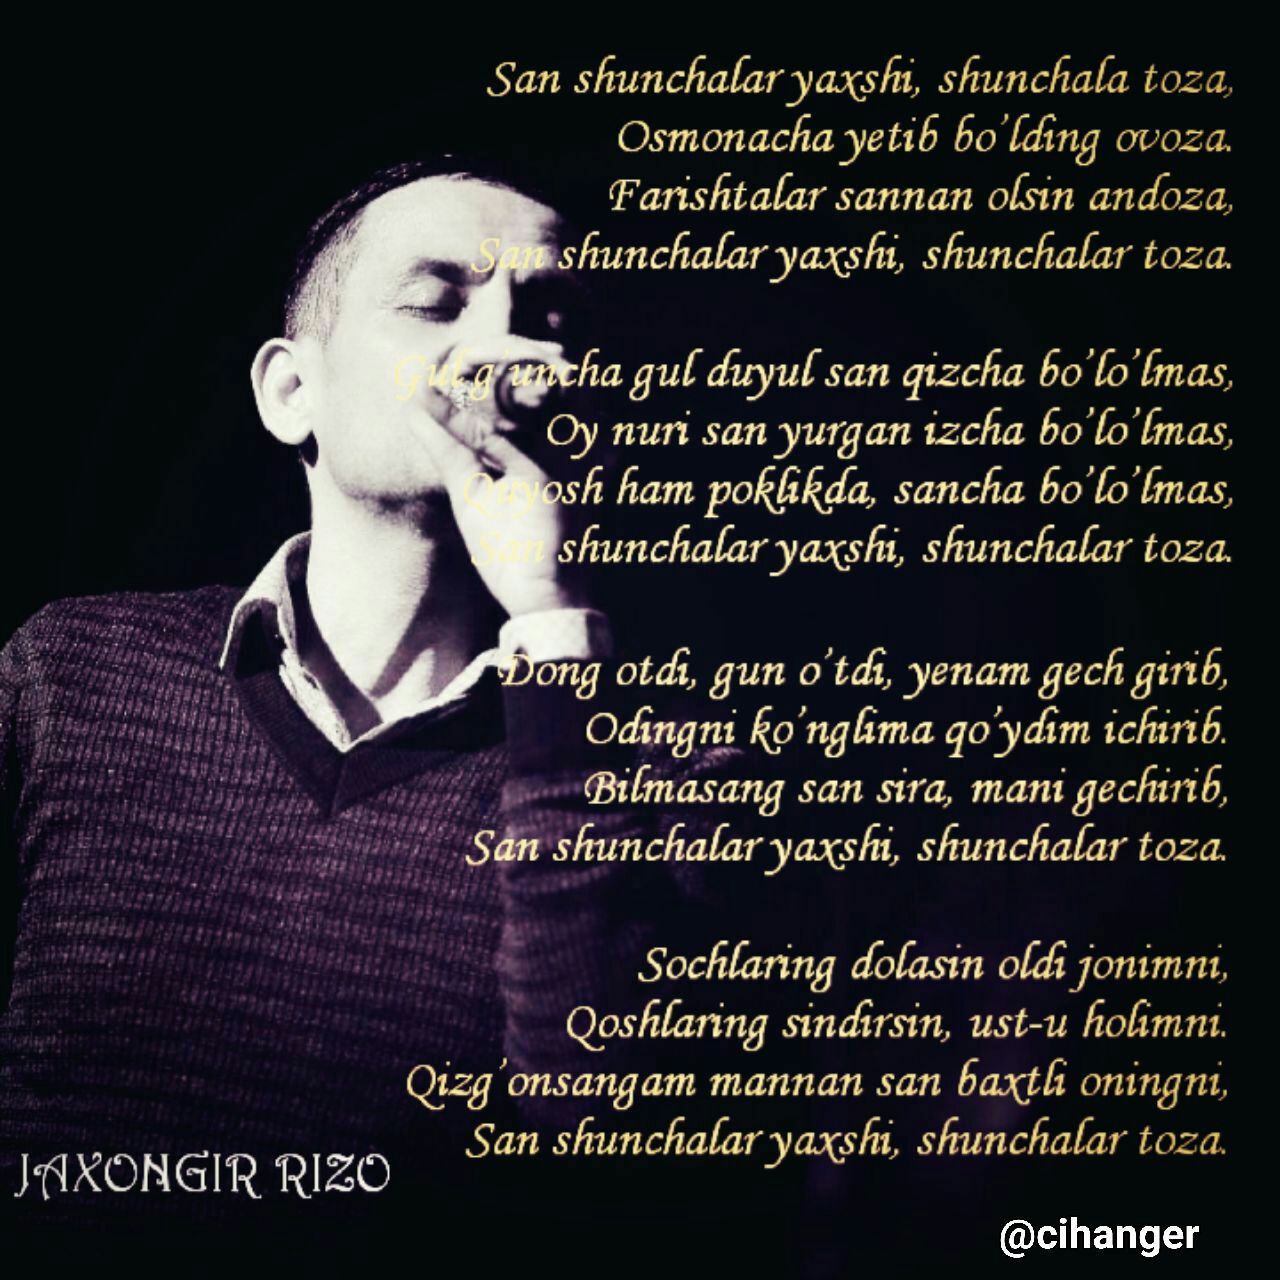 San shunchalar yaxshi, shunchala toza,
Osmonacha yetib bo'lding ovoza.
Farishtalar sannan olsin andoza,
San shunchalar yaxshi, shunchalar toza.
Gul g'uncha gul duyul san qizcha bo'lo'lmas,
Oy nuri san yurgan izcha bo'lo'lmas,
Quyosh ham poklikda, sancha bo'lo'lmas,
San shunchalar yaxshi, shunchalar toza.
Dong otdi, gun o'tdi, yenam gech girib,
Odingni ko'nglima qo'ydim ichirib.
Bilmasang san sira, mani gechirib,
San shunchalar yaxshi, shunchalar toza.
Sochlaring dolasin oldi jonimni,
Qoshlaring sindirsin, ust-u holimni.
Qizg'onsangam mannan san baxtli oningni,
San shunchalar yaxshi, shunchalar toza.
JAXONGIR RIZO
@cihanger